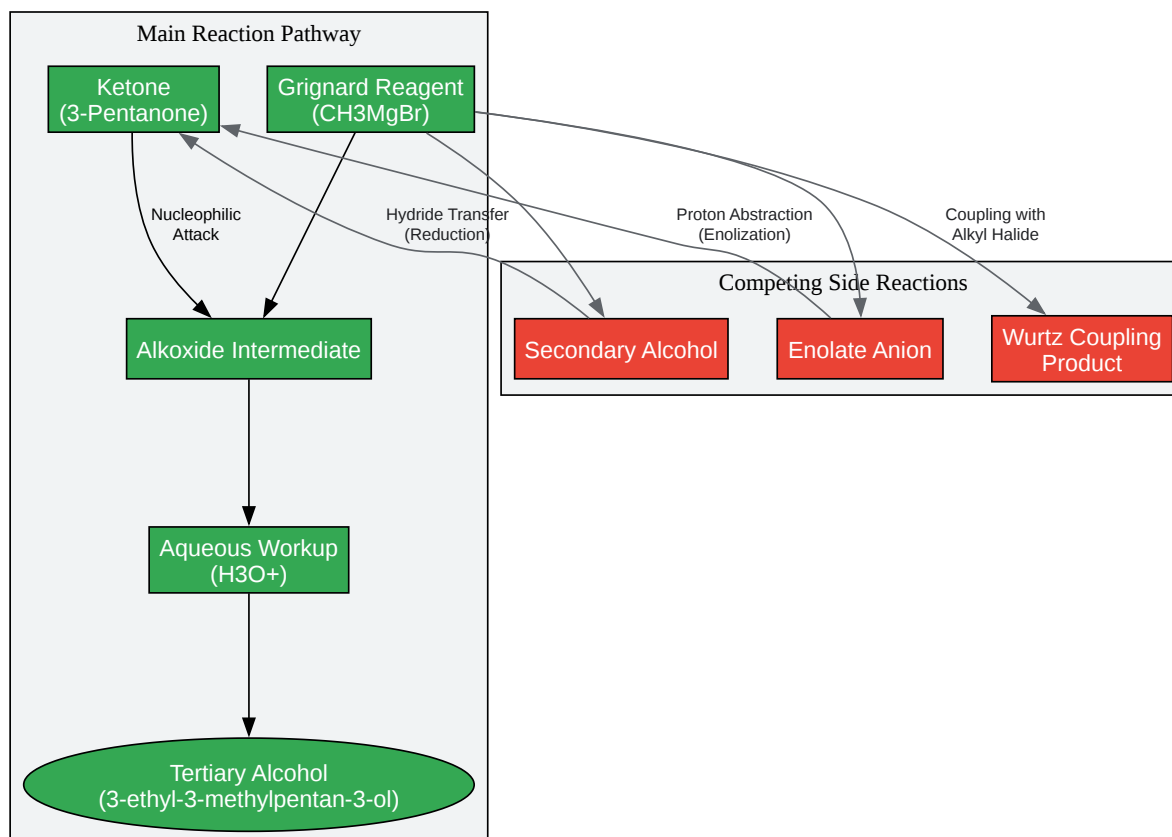 Main Reaction Pathway
Ketone
(3-Pentanone)
Grignard Reagent
(CH3MgBr)
Nucleophilic
Attack
Hydride Transfer
(Reduction)
Proton Abstraction
(Enolization)
Coupling with
Alkyl Halide
Competing Side Reactions
Alkoxide Intermediate
Secondary Alcohol
Enolate Anion
Wurtz Coupling
Product
Aqueous Workup
(H3O+)
Tertiary Alcohol
(3-ethyl-3-methylpentan-3-ol)